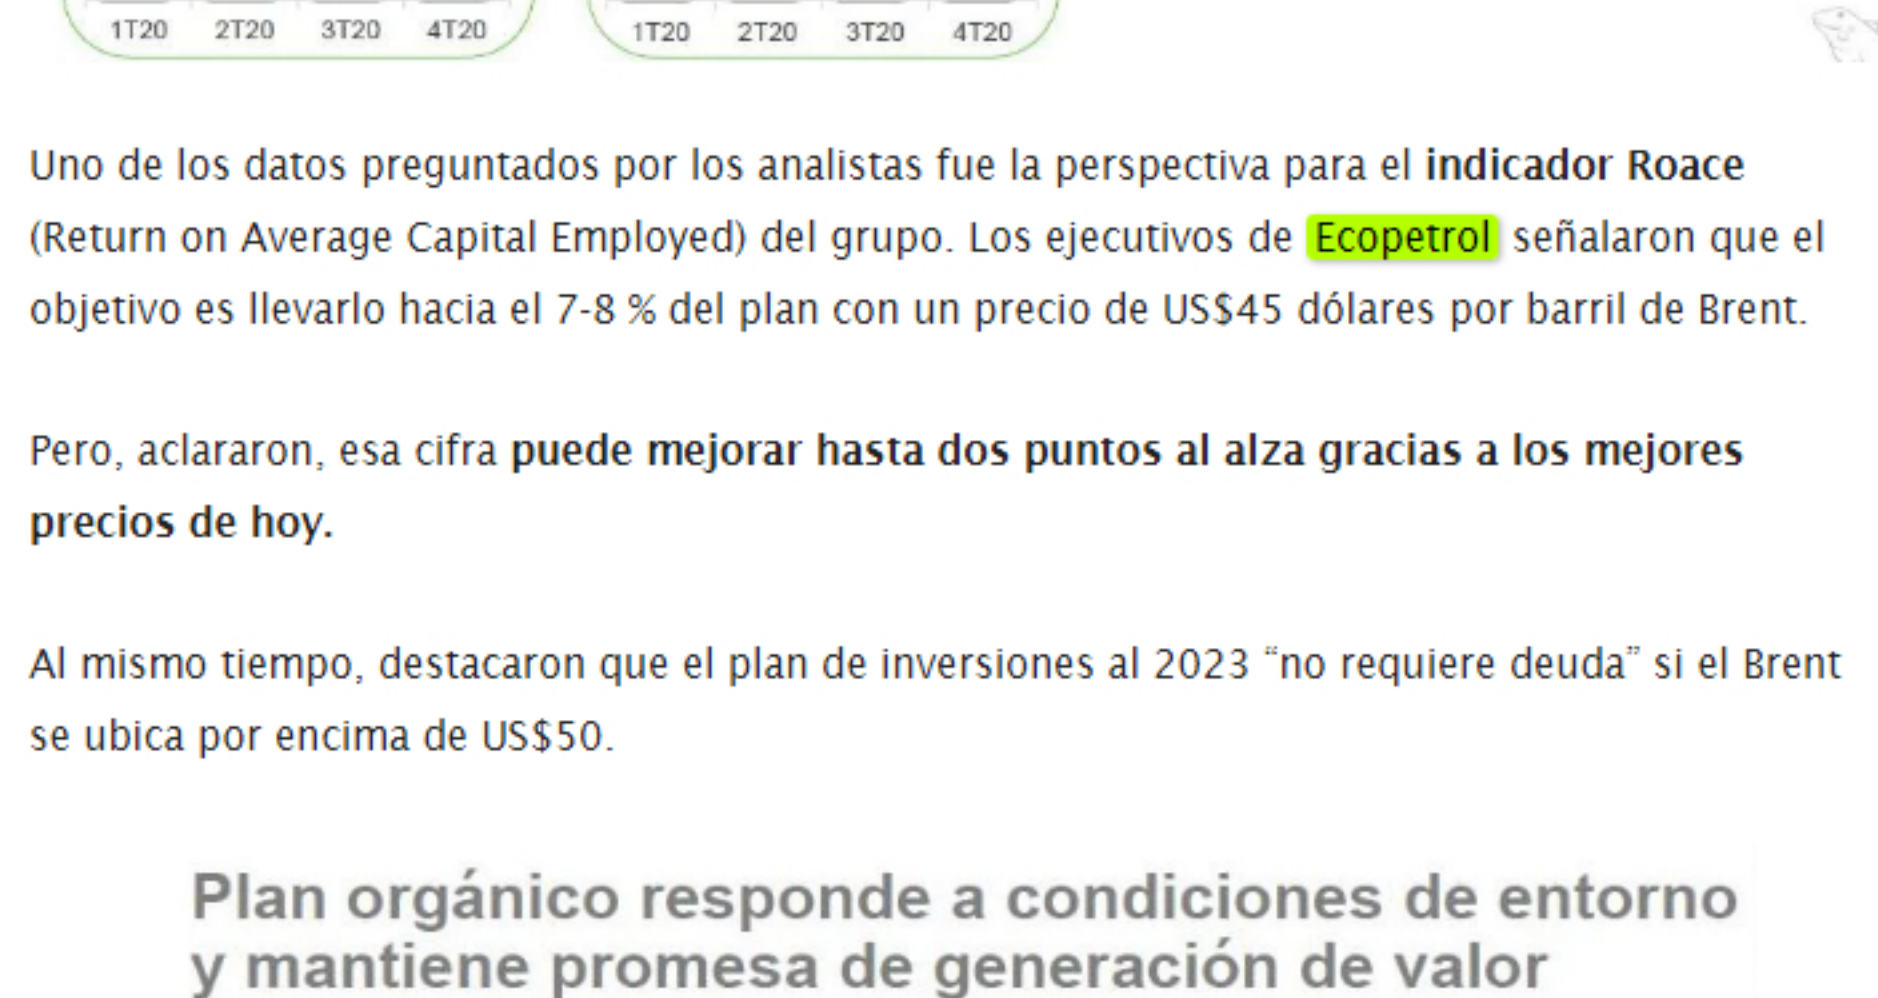 1T20 2T20 3T20 4T20 1T20 2T20 3T20 4T20
Uno de los datos preguntados por los analistas fue la perspectiva para el indicador Roace
(Return on Average Capital Employed) del grupo. Los ejecutivos de Ecopetrol señalaron que el
objetivo es llevarlo hacia el 7-8 % del plan con un precio de US$45 dólares por barril de Brent.
Pero, aclararon, esa cifra puede mejorar hasta dos puntos al alza gracias a los mejores
precios de hoy.
Al mismo tiempo, destacaron que el plan de inversiones al 2023 “no requiere deuda” si el Brent
se ubica por encima de US$50.
Plan orgánico responde a condiciones de entorno
y mantiene promesa de generación de valor